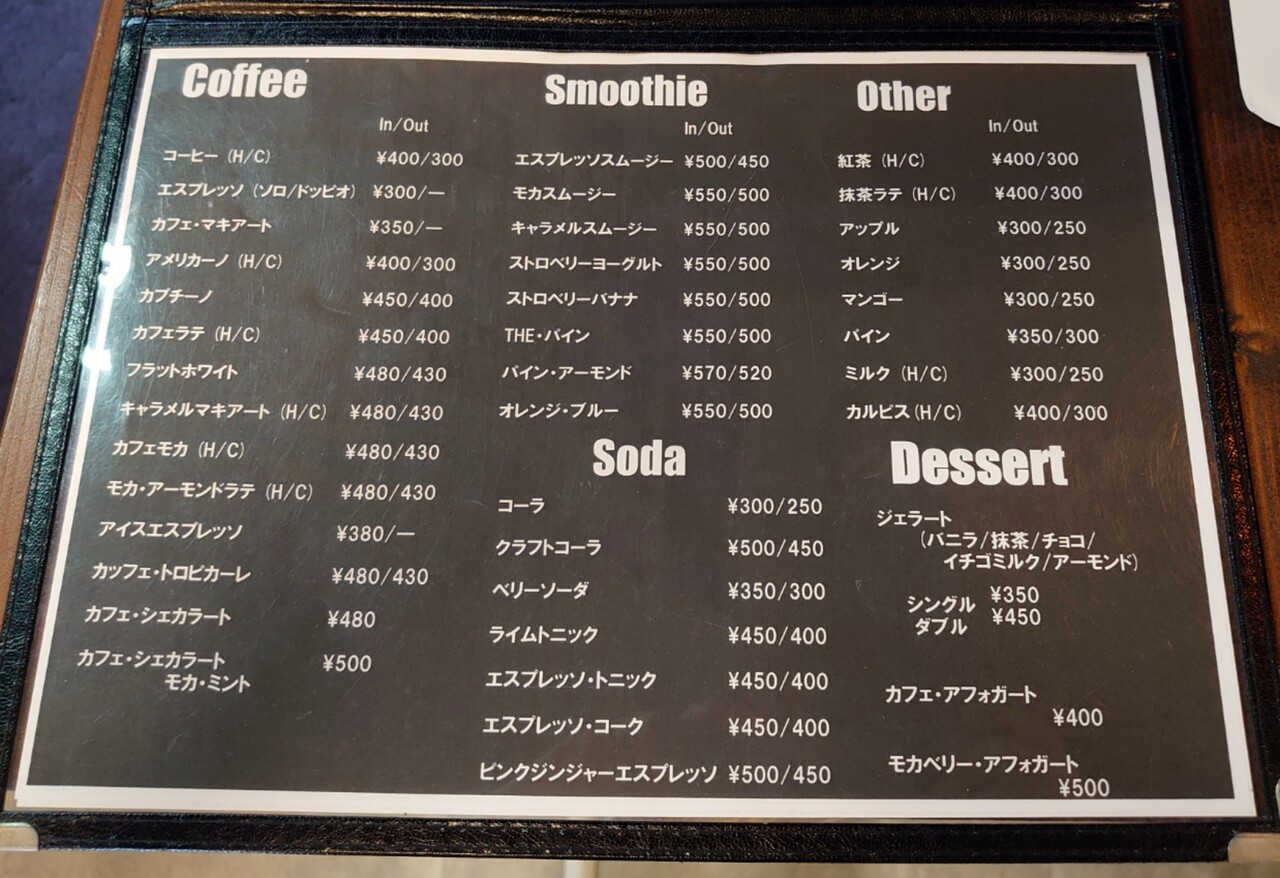 Coffee
In/Out
コーヒー (H/C) ¥400/300
エスプレッソ (ソロ/ドッピオ) ¥300/―
カフェ・マキアート ¥350/―
アメリカーノ (H/C) ¥400/300
カプチーノ ¥450/400
カフェラテ (H/C) ¥450/400
フラットホワイト ¥480/430
キャラメルマキアート (H/C) ¥480/430
カフェモカ (H/C) ¥480/430
モカ・アーモンドラテ (H/C) ¥480/430
アイスエスプレッソ ¥380/―
カッフェ・トロピカーレ ¥480/430
カフェ・シェカラート ¥480
カフェ・シェカラート ¥500
モカ・ミント
Smoothie
In/Out
エスプレッソスムージー ¥500/450
モカスムージー ¥550/500
キャラメルスムージー ¥550/500
ストロベリーヨーグルト ¥550/500
ストロベリーバナナ ¥550/500
THE・パイン ¥550/500
パイン・アーモンド ¥570/520
オレンジ・ブルー ¥550/500
Soda
コーラ ¥300/250
クラフトコーラ ¥500/450
ベリーソーダ ¥350/300
ライムトニック ¥450/400
エスプレッソ・トニック ¥450/400
エスプレッソ・コーク ¥450/400
ピンクジンジャーエスプレッソ ¥500/450
Other
In/Out
紅茶 (H/C) ¥400/300
抹茶ラテ (H/C) ¥400/300
アップル ¥300/250
オレンジ ¥300/250
マンゴー ¥300/250
パイン ¥350/300
ミルク (H/C) ¥300/250
カルピス (H/C) ¥400/300
Dessert
ジェラート
(バニラ/抹茶/チョコ/
イチゴミルク/アーモンド)
シングル ¥350
ダブル ¥450
カフェ・アフォガート
¥400
モカベリー・アフォガート
¥500